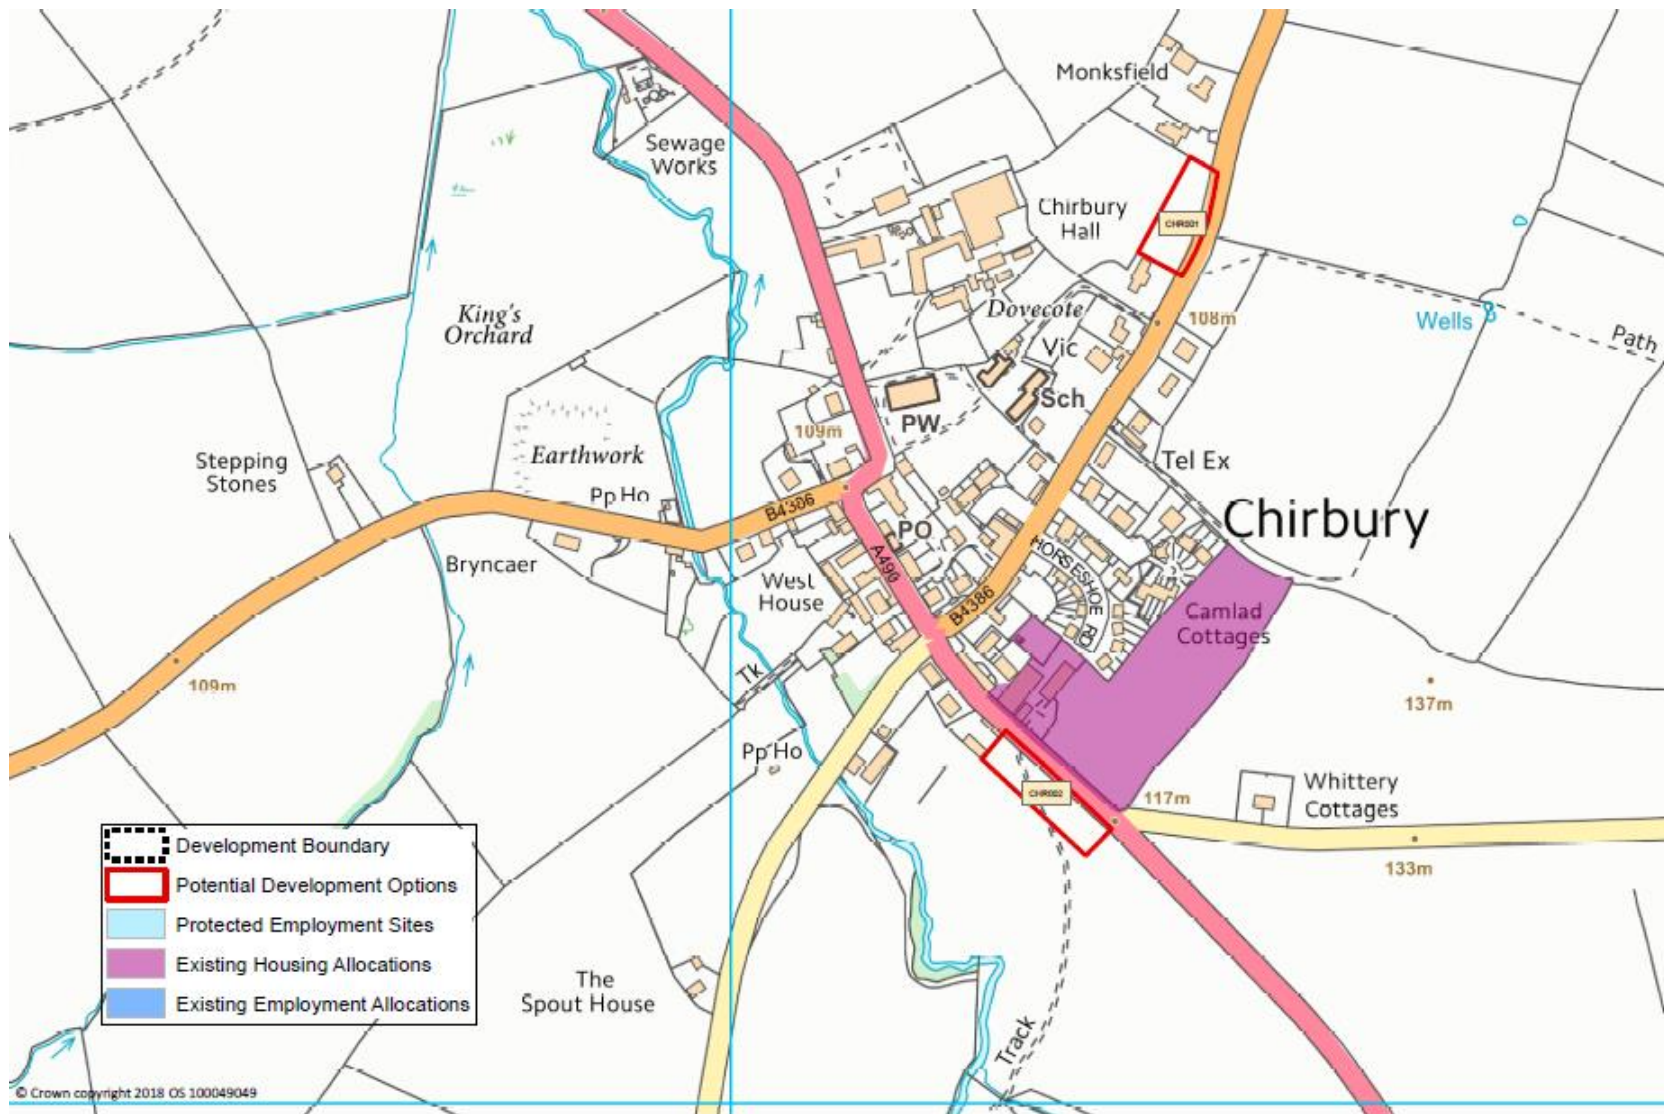 Monksfield
Sewage
Works
Chirbury
Hall
CHR001
King's
Orchard
Dovecote
108m
Wells
Path
Vic
Sch
PW
109m
Earthwork
Stepping
Stones
Tel Ex
Pp Ho
B4386
PO
Chirbury
A490
HORSESHOE RD
Bryncaer
West
House
B4386
Camlad
Cottages
Tk
109m
137m
Pp Ho
CHR002
117m
Whittery
Cottages
133m
Development Boundary
Potential Development Options
Protected Employment Sites
Existing Housing Allocations
Existing Employment Allocations
The
Spout House
Track
© Crown copyright 2018 OS 100049049